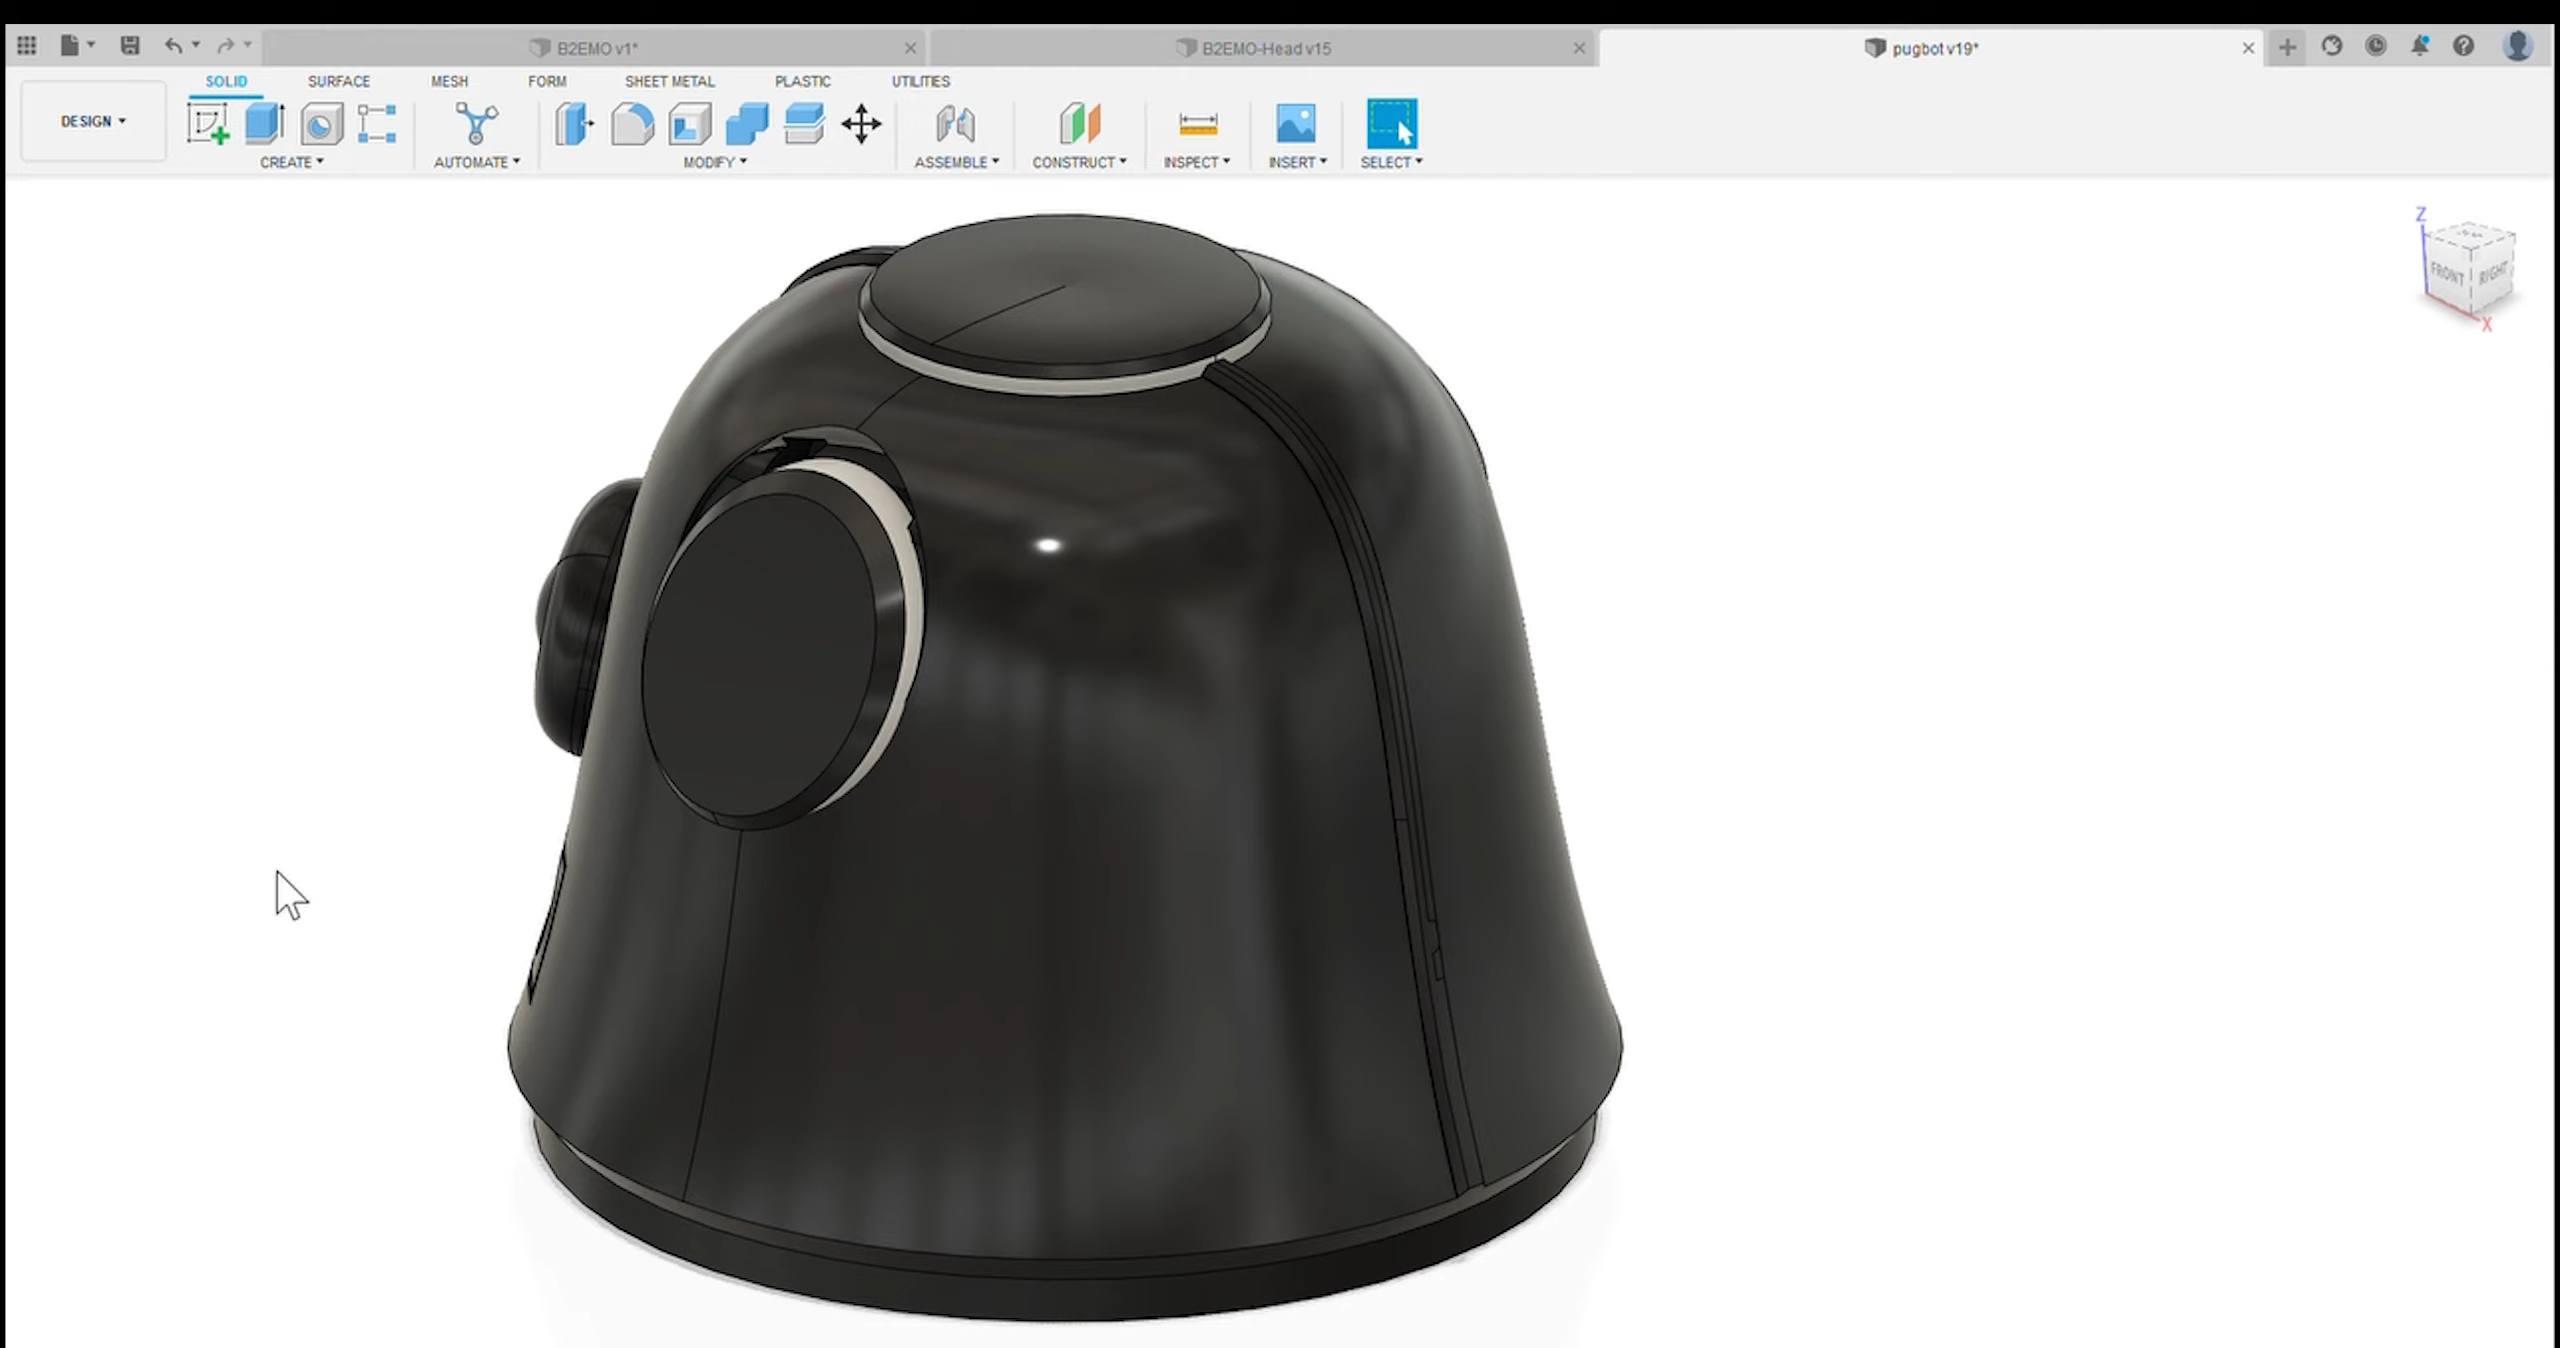 B2EMO v1*
B2EMO-Head v15
pugbot v19*
SOLID SURFACE MESH FORM SHEET METAL PLASTIC UTILITIES
DESIGN
CREATE AUTOMATE MODIFY ASSEMBLE CONSTRUCT INSPECT INSERT SELECT
Z
FRONT RIGHT
X